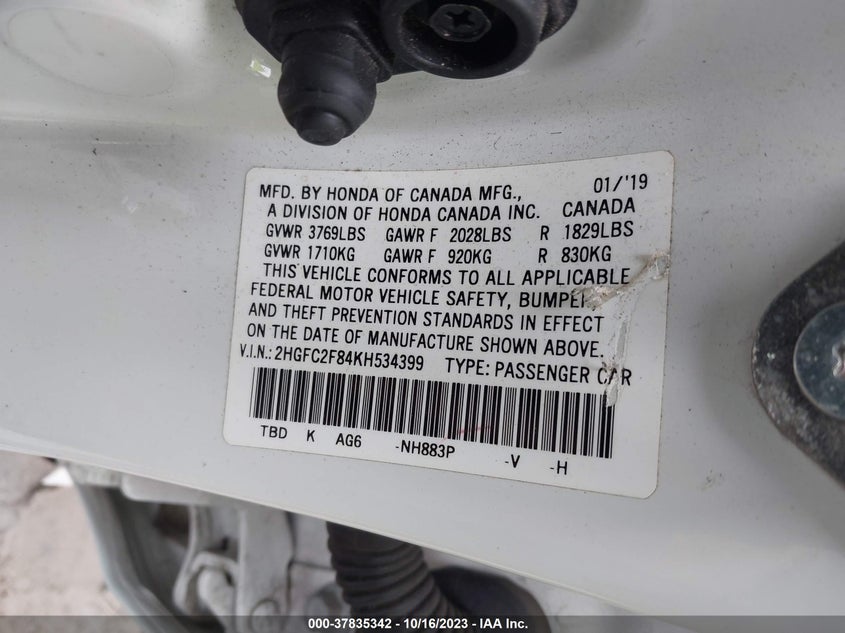 MFD. BY HONDA OF CANADA MFG., 01/'19
A DIVISION OF HONDA CANADA INC. CANADA
GVWR 3769LBS GAWR F 2028LBS R 1829LBS
GVWR 1710KG GAWR F 920KG R 830KG
THIS VEHICLE CONFORMS TO ALL APPLICABLE
FEDERAL MOTOR VEHICLE SAFETY, BUMPER,
AND THEFT PREVENTION STANDARDS IN EFFECT
ON THE DATE OF MANUFACTURE SHOWN ABOVE.
V.I.N.: 2HGFC2F84KH534399 TYPE: PASSENGER CAR
TBD K AG6 -NH883P -V -H
000-37835342 - 10/16/2023 - IAA Inc.